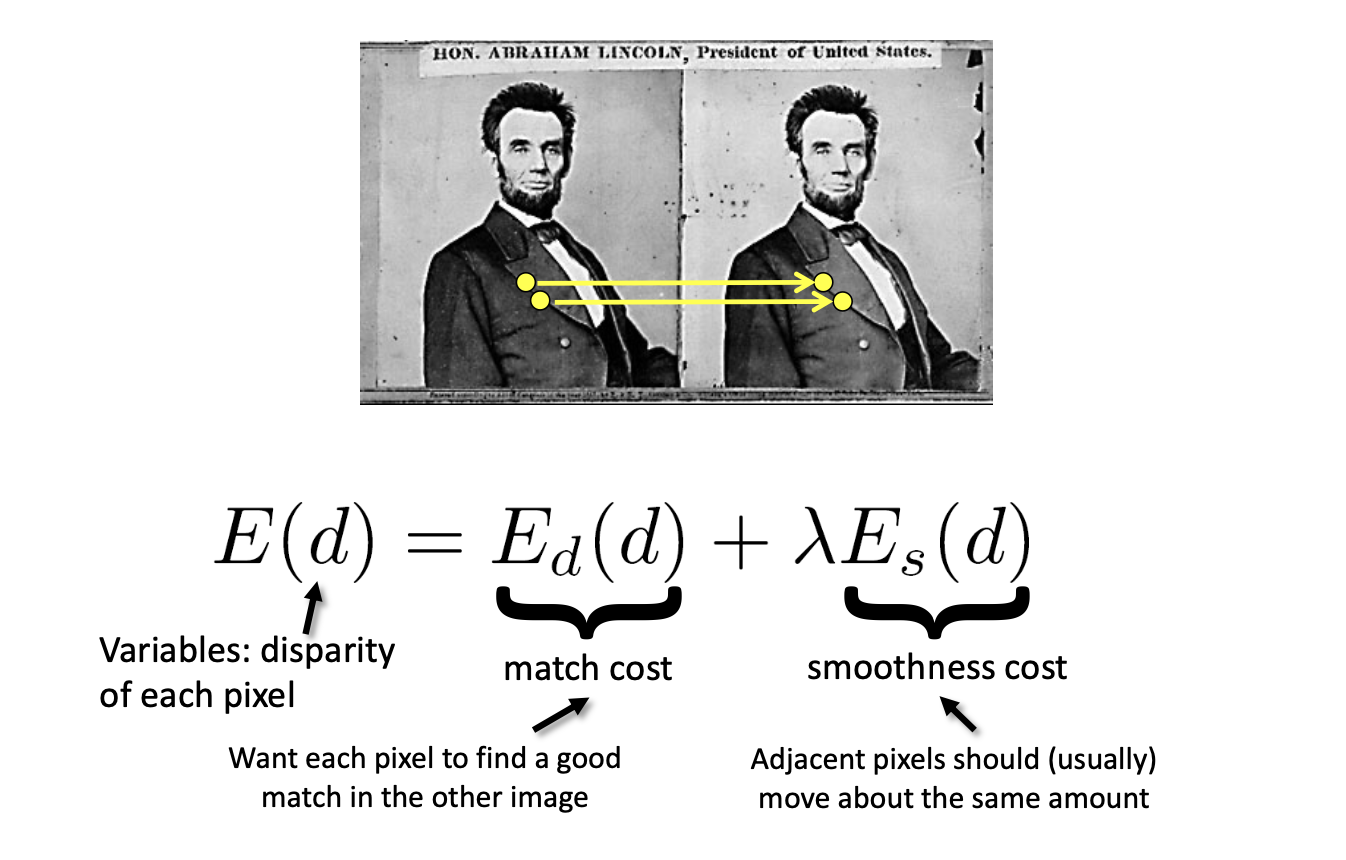 HON. ABRAHAM LINCOLN, President of United States.
E(d) = E_d(d) + λE_s(d)
Variables: disparity
of each pixel
match cost
smoothness cost
Want each pixel to find a good
match in the other image
Adjacent pixels should (usually)
move about the same amount